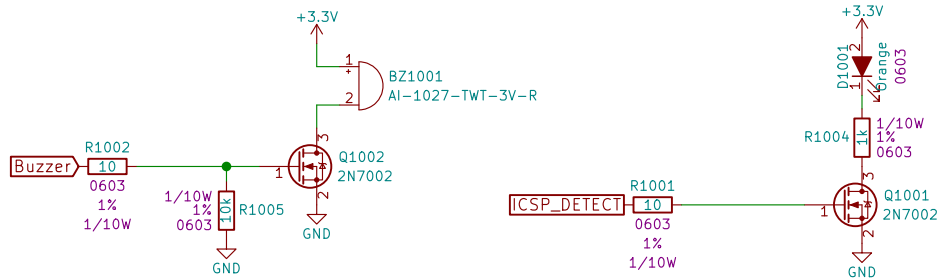 +3.3V
1
+
2
BZ1001
AI-1027-TWT-3V-R
Buzzer
R1002
10
0603
1%
1/10W
1/10W
1%
0603
10k
R1005
GND
3
1
2
Q1002
2N7002
GND
+3.3V
2
1
D1001
Orange
0603
R1004
1k
1/10W
1%
0603
ICSP_DETECT
R1001
10
0603
1%
1/10W
3
1
2
Q1001
2N7002
GND